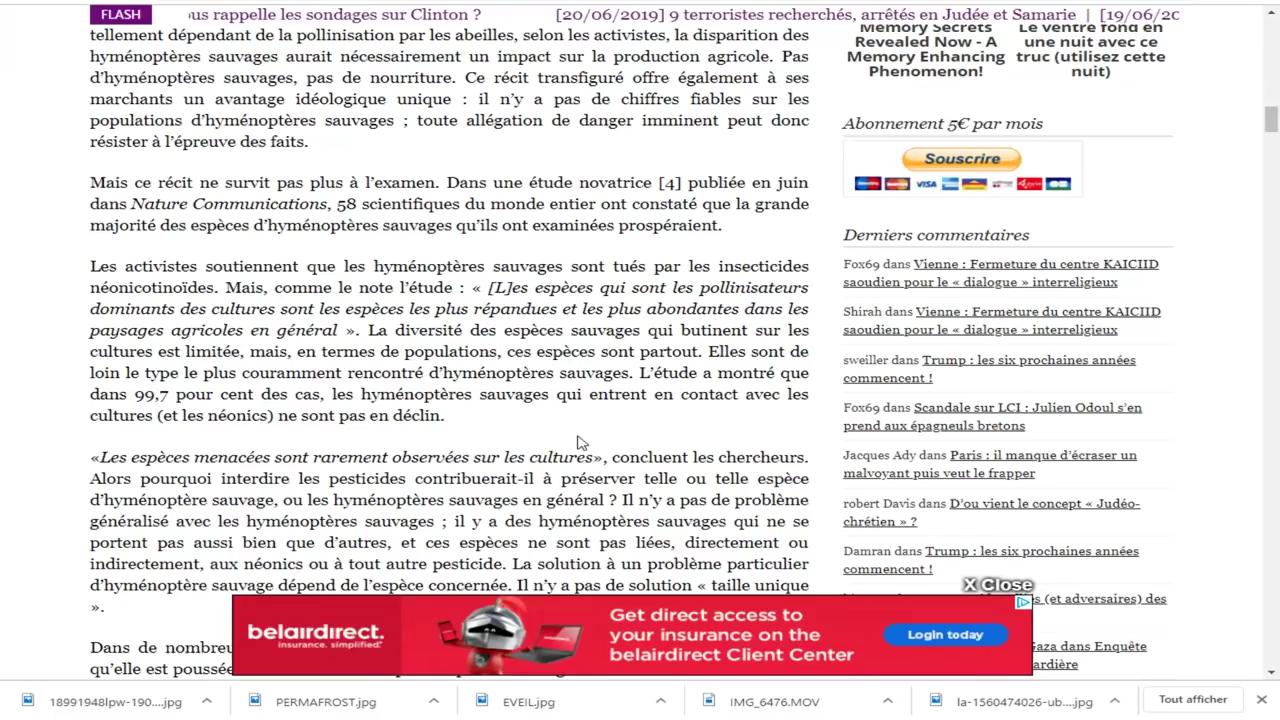 FLASH
us rappelle les sondages sur Clinton ? [20/06/2019] 9 terroristes recherchés, arrêtés en Judée et Samarie | [19/06/20
tellement dépendant de la pollinisation par les abeilles, selon les activistes, la disparition des
hyménoptères sauvages aurait nécessairement un impact sur la production agricole. Pas
d'hyménoptères sauvages, pas de nourriture. Ce récit transfiguré offre également à ses
marchants un avantage idéologique unique : il n'y a pas de chiffres fiables sur les
populations d'hyménoptères sauvages ; toute allégation de danger imminent peut donc
résister à l'épreuve des faits.
Mais ce récit ne survit pas plus à l'examen. Dans une étude novatrice [4] publiée en juin
dans Nature Communications, 58 scientifiques du monde entier ont constaté que la grande
majorité des espèces d'hyménoptères sauvages qu'ils ont examinées prospéraient.
Les activistes soutiennent que les hyménoptères sauvages sont tués par les insecticides
néonicotinoïdes. Mais, comme le note l'étude : « [L]es espèces qui sont les pollinisateurs
dominants des cultures sont les espèces les plus répandues et les plus abondantes dans les
paysages agricoles en général ». La diversité des espèces sauvages qui butinent sur les
cultures est limitée, mais, en termes de populations, ces espèces sont partout. Elles sont de
loin le type le plus couramment rencontré d'hyménoptères sauvages. L'étude a montré que
dans 99,7 pour cent des cas, les hyménoptères sauvages qui entrent en contact avec les
cultures (et les néonics) ne sont pas en déclin.
«Les espèces menacées sont rarement observées sur les cultures», concluent les chercheurs.
Alors pourquoi interdire les pesticides contribuerait-il à préserver telle ou telle espèce
d'hyménoptère sauvage, ou les hyménoptères sauvages en général ? Il n'y a pas de problème
généralisé avec les hyménoptères sauvages ; il y a des hyménoptères sauvages qui ne se
portent pas aussi bien que d'autres, et ces espèces ne sont pas liées, directement ou
indirectement, aux néonics ou à tout autre pesticide. La solution à un problème particulier
d'hyménoptère sauvage dépend de l'espèce concernée. Il n'y a pas de solution « taille unique
».
Dans de nombreu
qu'elle est poussée
Memory Secrets
Revealed Now - A
Memory Enhancing
Phenomenon!
Le ventre fond en
une nuit avec ce
truc (utilisez cette
nuit)
Abonnement 5€ par mois
Souscrire
VISA
Derniers commentaires
Fox69 dans Vienne : Fermeture du centre KAICIID
saoudien pour le « dialogue » interreligieux
Shirah dans Vienne : Fermeture du centre KAICIID
saoudien pour le « dialogue » interreligieux
sweiller dans Trump : les six prochaines années
commencent !
Fox69 dans Scandale sur LCI : Julien Odoul s'en
prend aux épagneuls bretons
Jacques Ady dans Paris : il manque d'écraser un
malvoyant puis veut le frapper
robert Davis dans D'ou vient le concept « Judéo-
chrétien » ?
Damran dans Trump : les six prochaines années
commencent !
(et adversaires) des
Gaza dans Enquête
ardière
X Close
belairdirect.
insurance. simplified.
Get direct access to
your insurance on the
belairdirect Client Center
Login today
18991948lpw-190....jpg
PERMAFROST.jpg
EVEIL.jpg
IMG_6476.MOV
la-1560474026-ub....jpg
Tout afficher